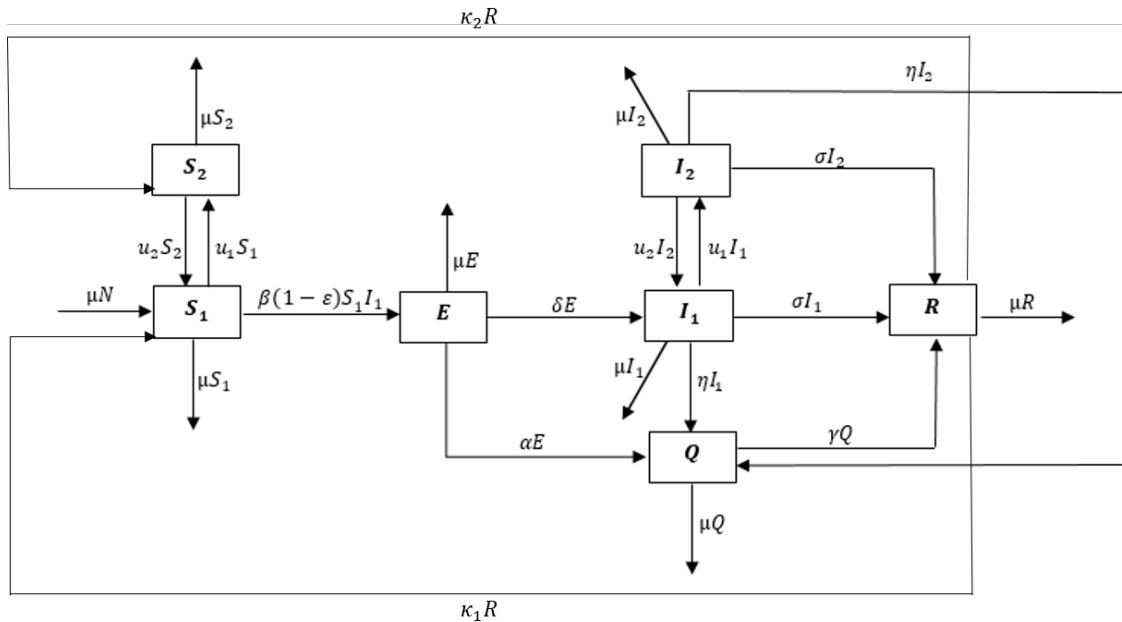 κ₂R
ηI₂
μS₂
μI₂
S₂
I₂
σI₂
u₂S₂
u₁S₁
u₂I₂
u₁I₁
μE
μN
S₁
β(1 − ε)S₁I₁
E
δE
I₁
σI₁
R
μR
μS₁
μI₁
ηI₁
αE
Q
γQ
μQ
κ₁R